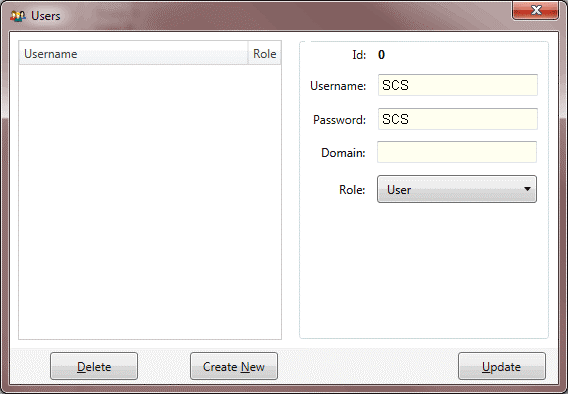 Users
Username Role
Id: 0
Username: SCS
Password: SCS
Domain:
Role: User
Delete Create New Update